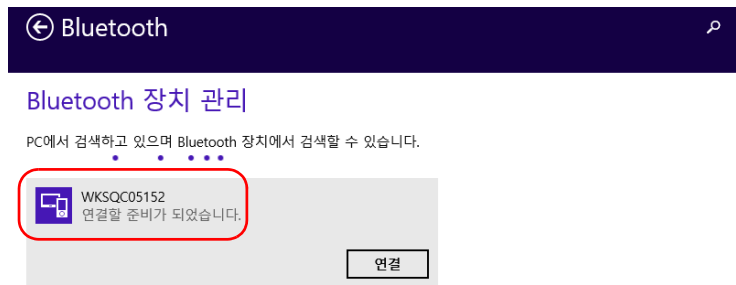 Bluetooth
Bluetooth 장치 관리
PC에서 검색하고 있으며 Bluetooth 장치에서 검색할 수 있습니다.
WKSQC05152
연결할 준비가 되었습니다.
연결